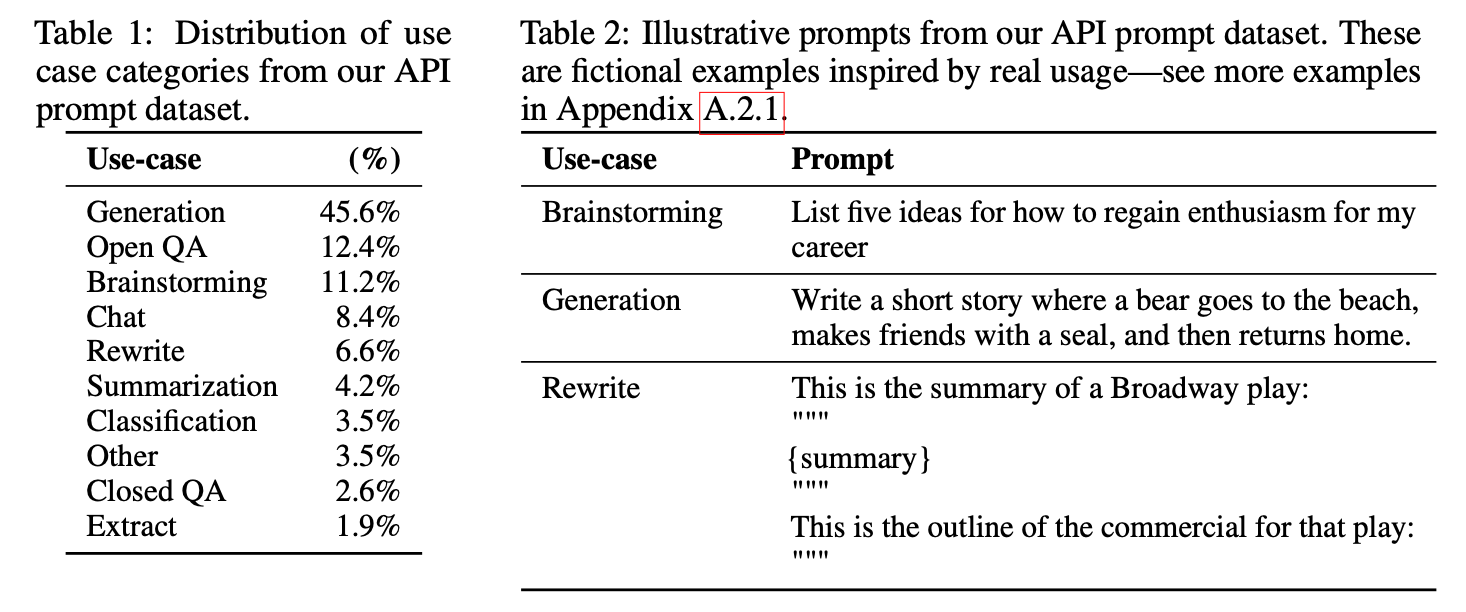 Table 1: Distribution of use
case categories from our API
prompt dataset.
Use-case (%)
Generation 45.6%
Open QA 12.4%
Brainstorming 11.2%
Chat 8.4%
Rewrite 6.6%
Summarization 4.2%
Classification 3.5%
Other 3.5%
Closed QA 2.6%
Extract 1.9%
Table 2: Illustrative prompts from our API prompt dataset. These
are fictional examples inspired by real usage—see more examples
in Appendix A.2.1.
Use-case Prompt
Brainstorming List five ideas for how to regain enthusiasm for my
career
Generation Write a short story where a bear goes to the beach,
makes friends with a seal, and then returns home.
Rewrite This is the summary of a Broadway play:
"""
{summary}
"""
This is the outline of the commercial for that play:
"""